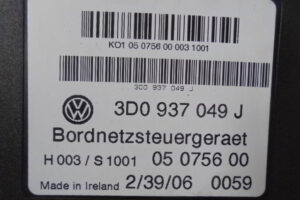 KO1 05 0756 00 0003 1001
3D0 937 049 J
3D0 937 049 J
Bordnetzsteuergeraet
H 003 / S 1001 05 0756 00
Made in Ireland 2/39/06 0059